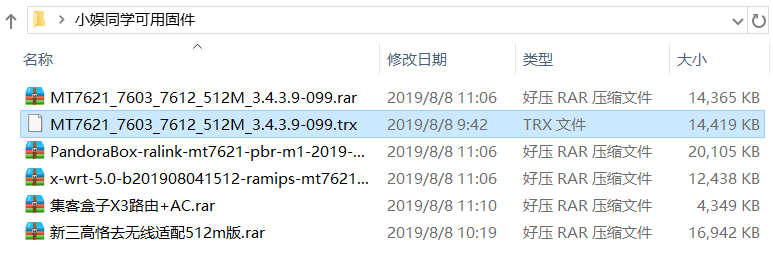 小娱同学可用固件
名称 修改日期 类型 大小
MT7621_7603_7612_512M_3.4.3.9-099.rar 2019/8/8 11:06 好压 RAR 压缩文件 14,365 KB
MT7621_7603_7612_512M_3.4.3.9-099.trx 2019/8/8 9:42 TRX 文件 14,419 KB
PandoraBox-ralink-mt7621-pbr-m1-2019-... 2019/8/8 11:06 好压 RAR 压缩文件 20,105 KB
x-wrt-5.0-b201908041512-ramips-mt7621... 2019/8/8 11:06 好压 RAR 压缩文件 12,438 KB
集客盒子X3路由+AC.rar 2019/8/8 11:10 好压 RAR 压缩文件 4,349 KB
新三高恪去无线适配512m版.rar 2019/8/8 10:19 好压 RAR 压缩文件 16,942 KB